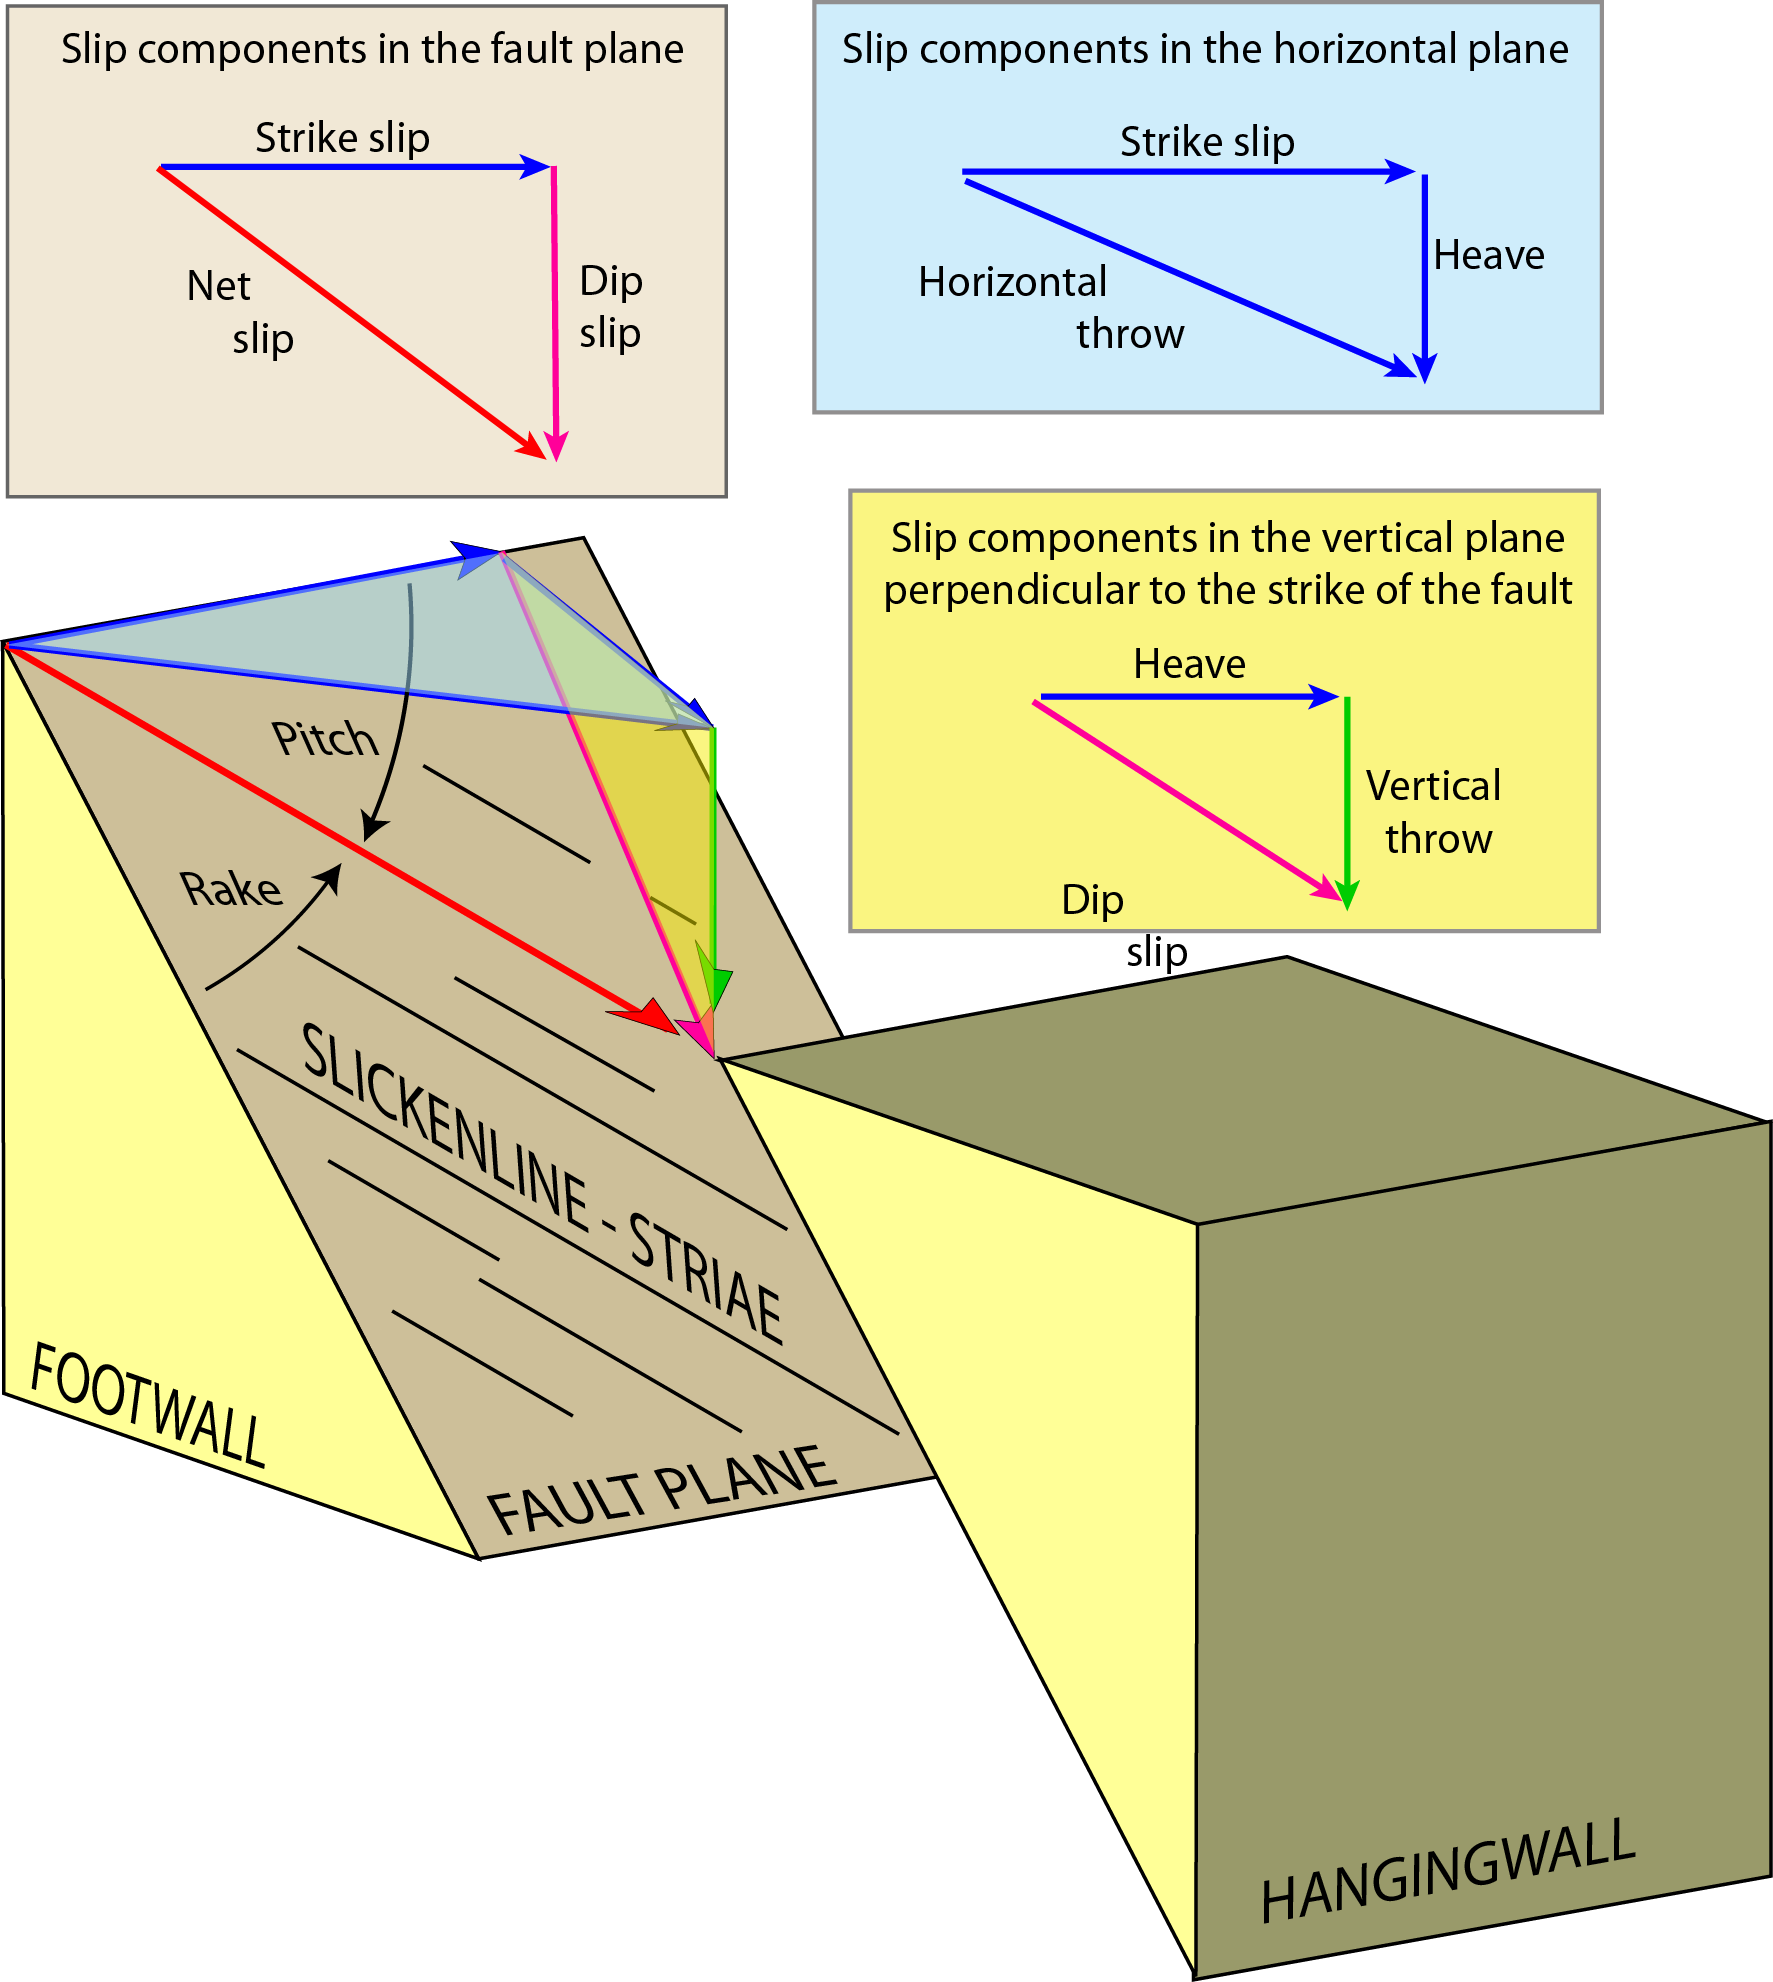 Slip components in the fault plane
Strike slip
Net
slip
Dip
slip
Slip components in the horizontal plane
Strike slip
Horizontal
throw
Heave
Slip components in the vertical plane
perpendicular to the strike of the fault
Heave
Vertical
throw
Dip
slip
Pitch
Rake
SLICKENLINE - STRIAE
FOOTWALL
FAULT PLANE
HANGINGWALL